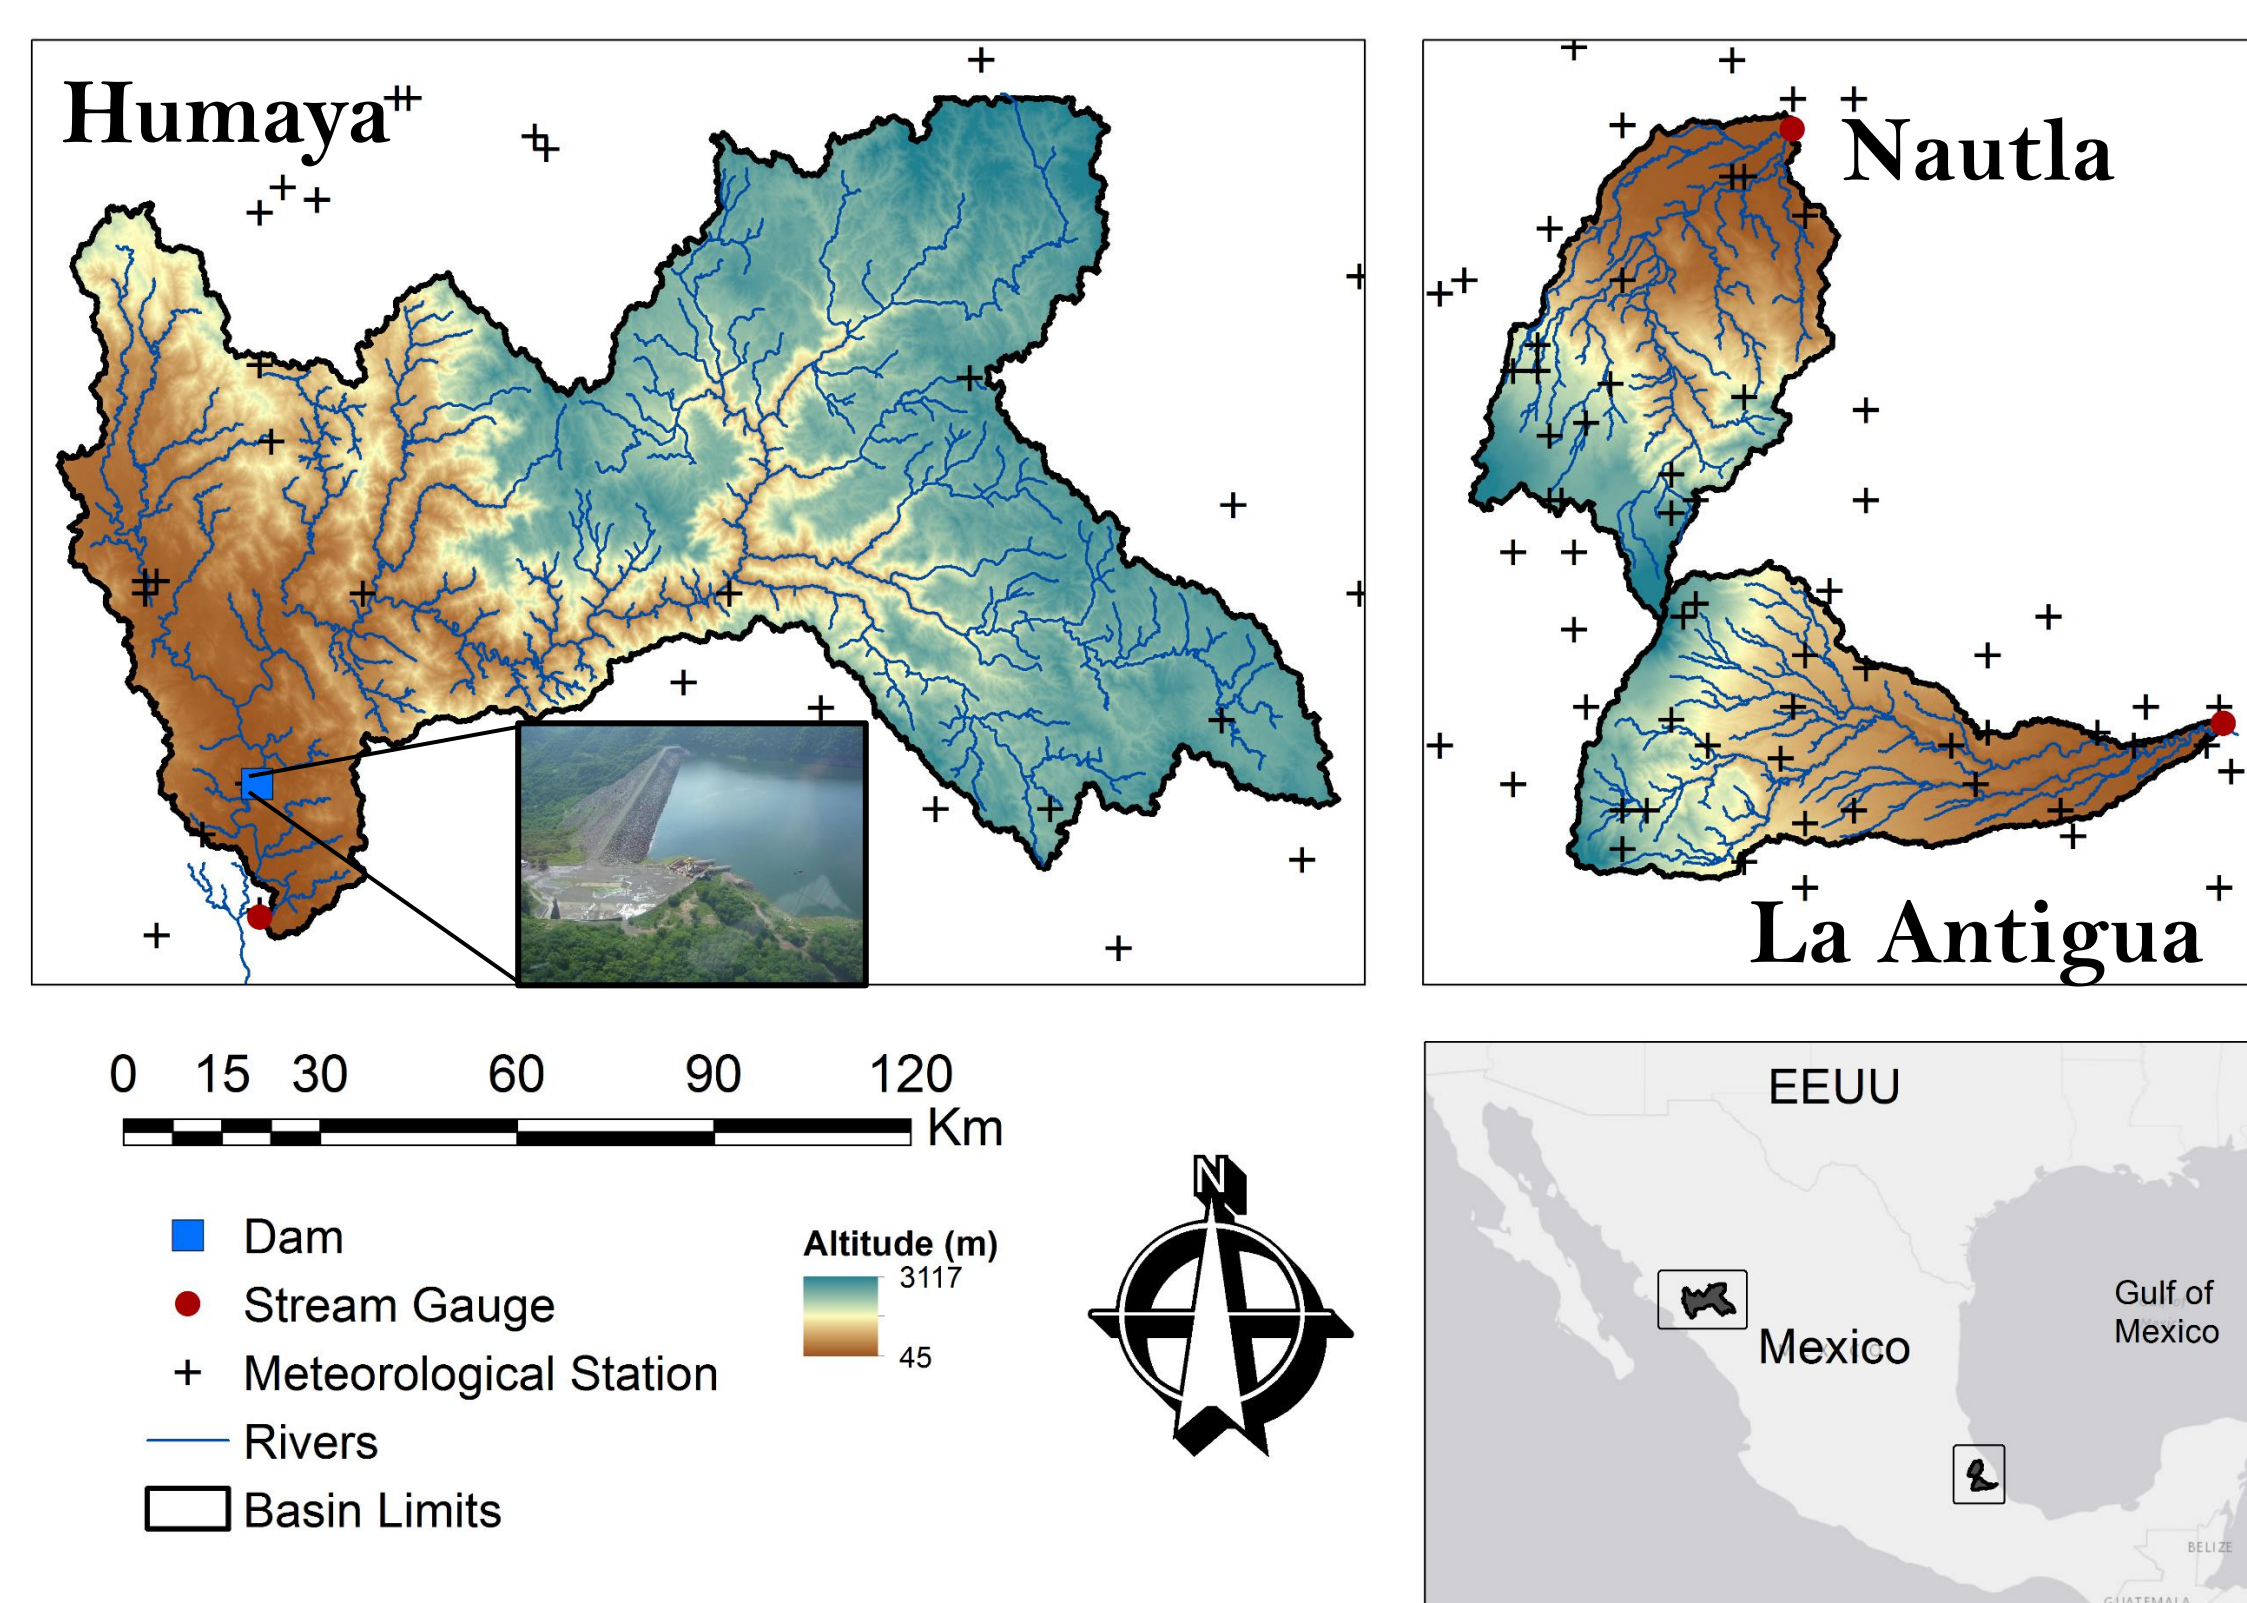 Humaya
Nautla
La Antigua
0 15 30 60 90 120
Km
Dam
Stream Gauge
Meteorological Station
Rivers
Basin Limits
Altitude (m)
3117
45
N
EEUU
Gulf of
Mexico
Mexico
BELIZE
GUATEMALA